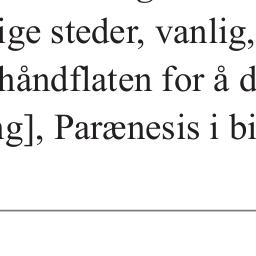 ige steder, vanlig,
håndflaten for å d
ng], Parænesis i bi